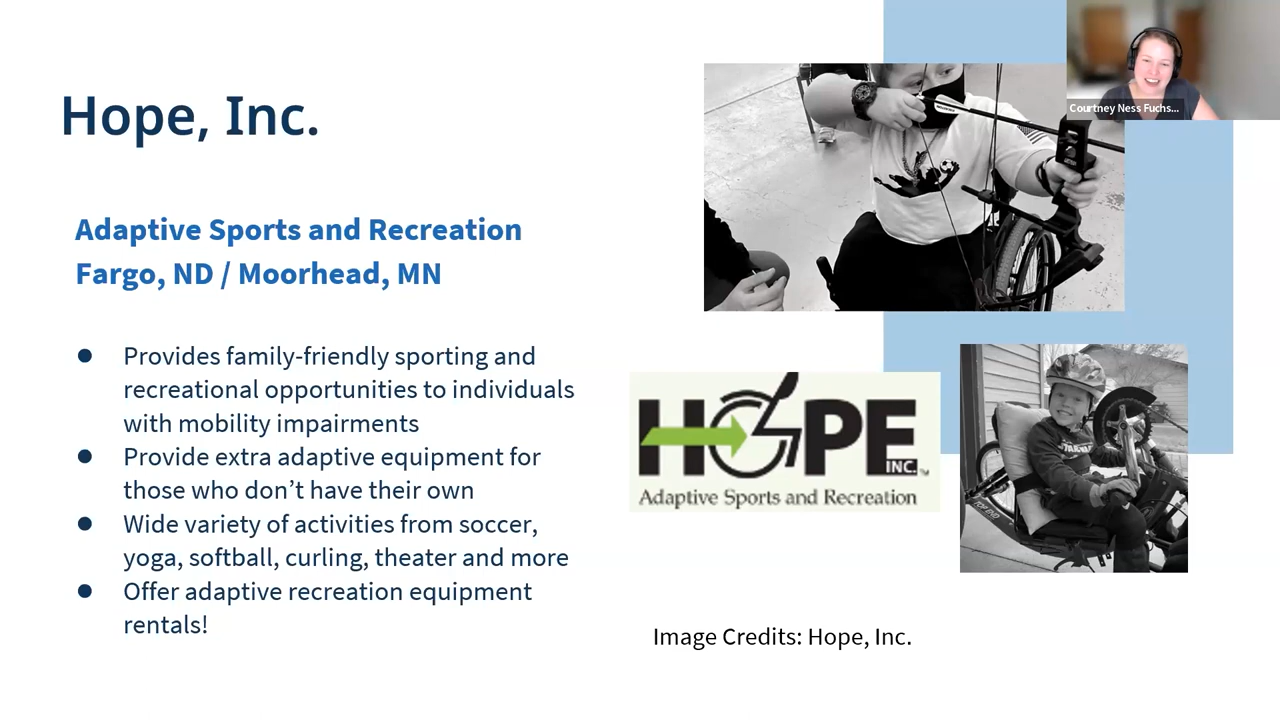 Hope, Inc.
Adaptive Sports and Recreation
Fargo, ND / Moorhead, MN
● Provides family-friendly sporting and
recreational opportunities to individuals
with mobility impairments
● Provide extra adaptive equipment for
those who don’t have their own
● Wide variety of activities from soccer,
yoga, softball, curling, theater and more
● Offer adaptive recreation equipment
rentals!
Courtney Ness Fuchs...
HOPE
INC.™
Adaptive Sports and Recreation
TOP END
Image Credits: Hope, Inc.